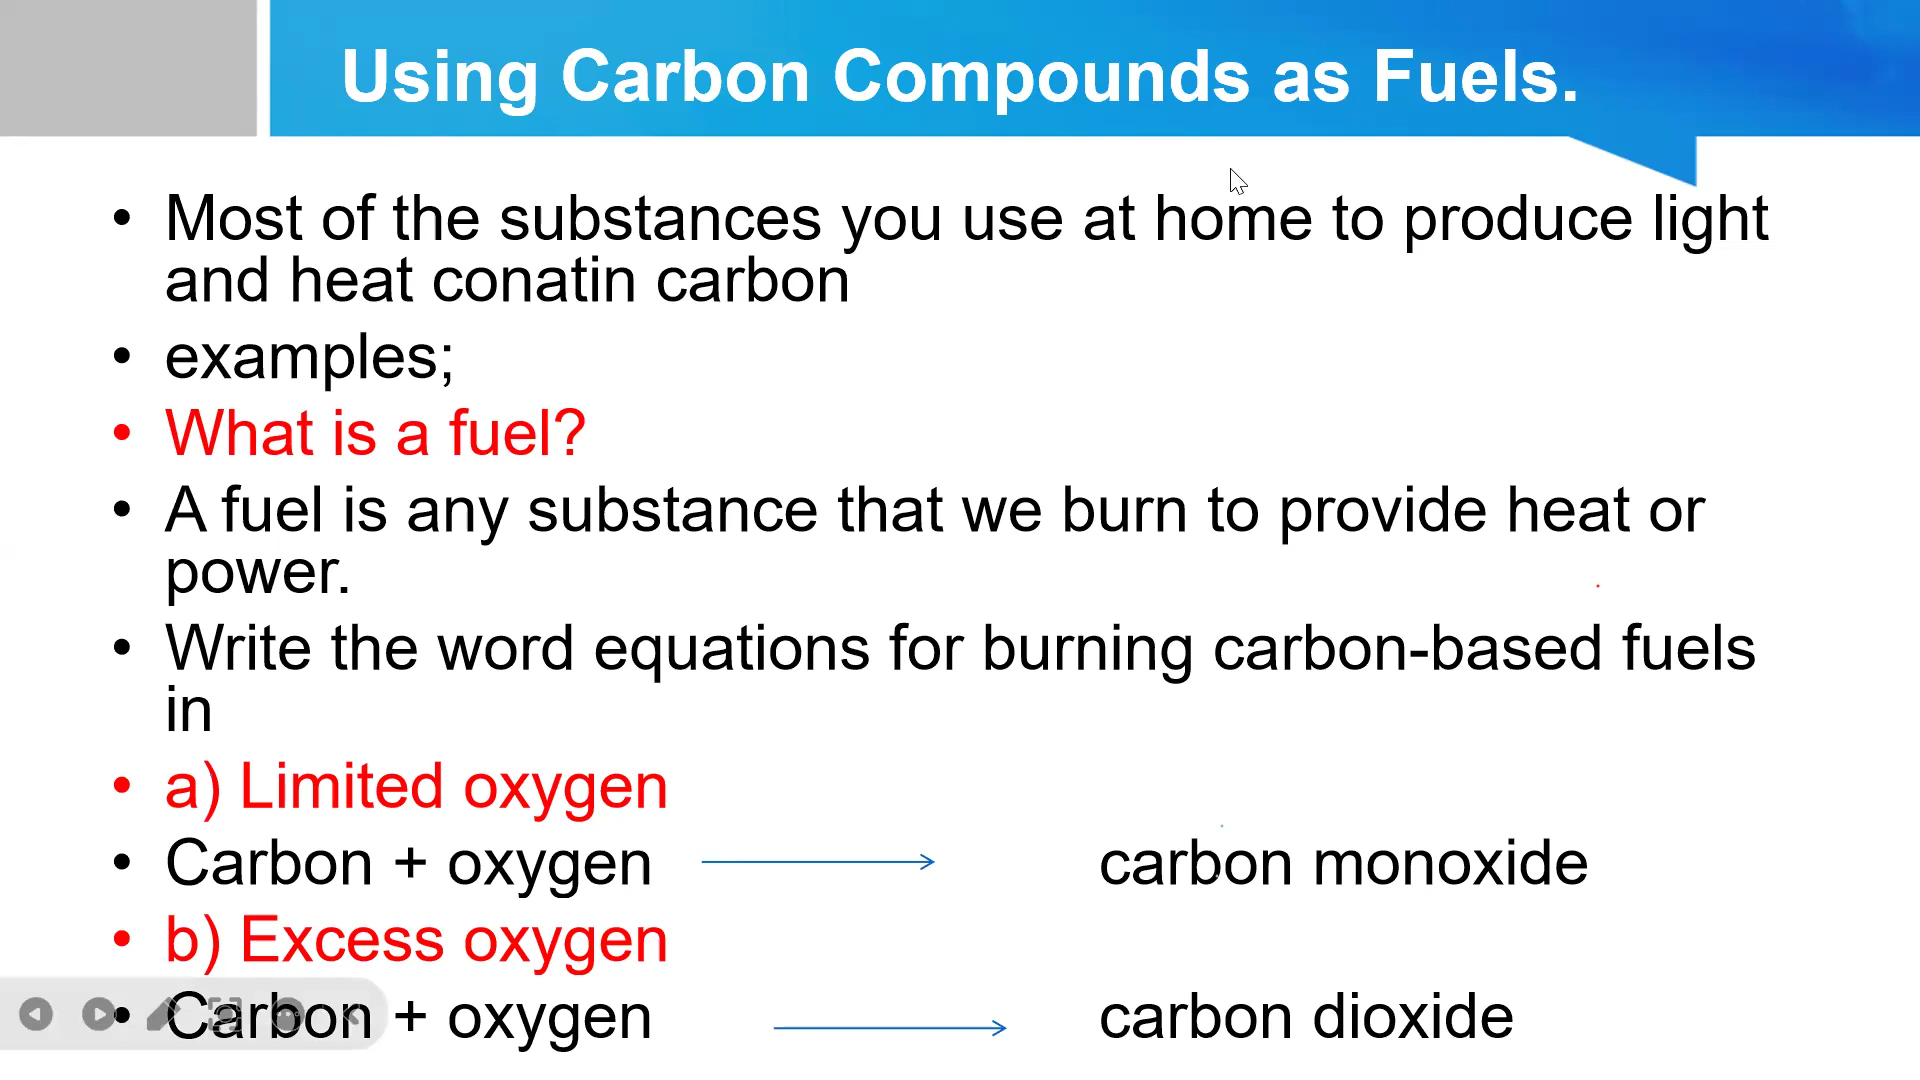 Using Carbon Compounds as Fuels.
• Most of the substances you use at home to produce light
and heat conatin carbon
• examples;
• What is a fuel?
• A fuel is any substance that we burn to provide heat or
power.
• Write the word equations for burning carbon-based fuels
in
• a) Limited oxygen
• Carbon + oxygen → carbon monoxide
• b) Excess oxygen
• Carbon + oxygen → carbon dioxide